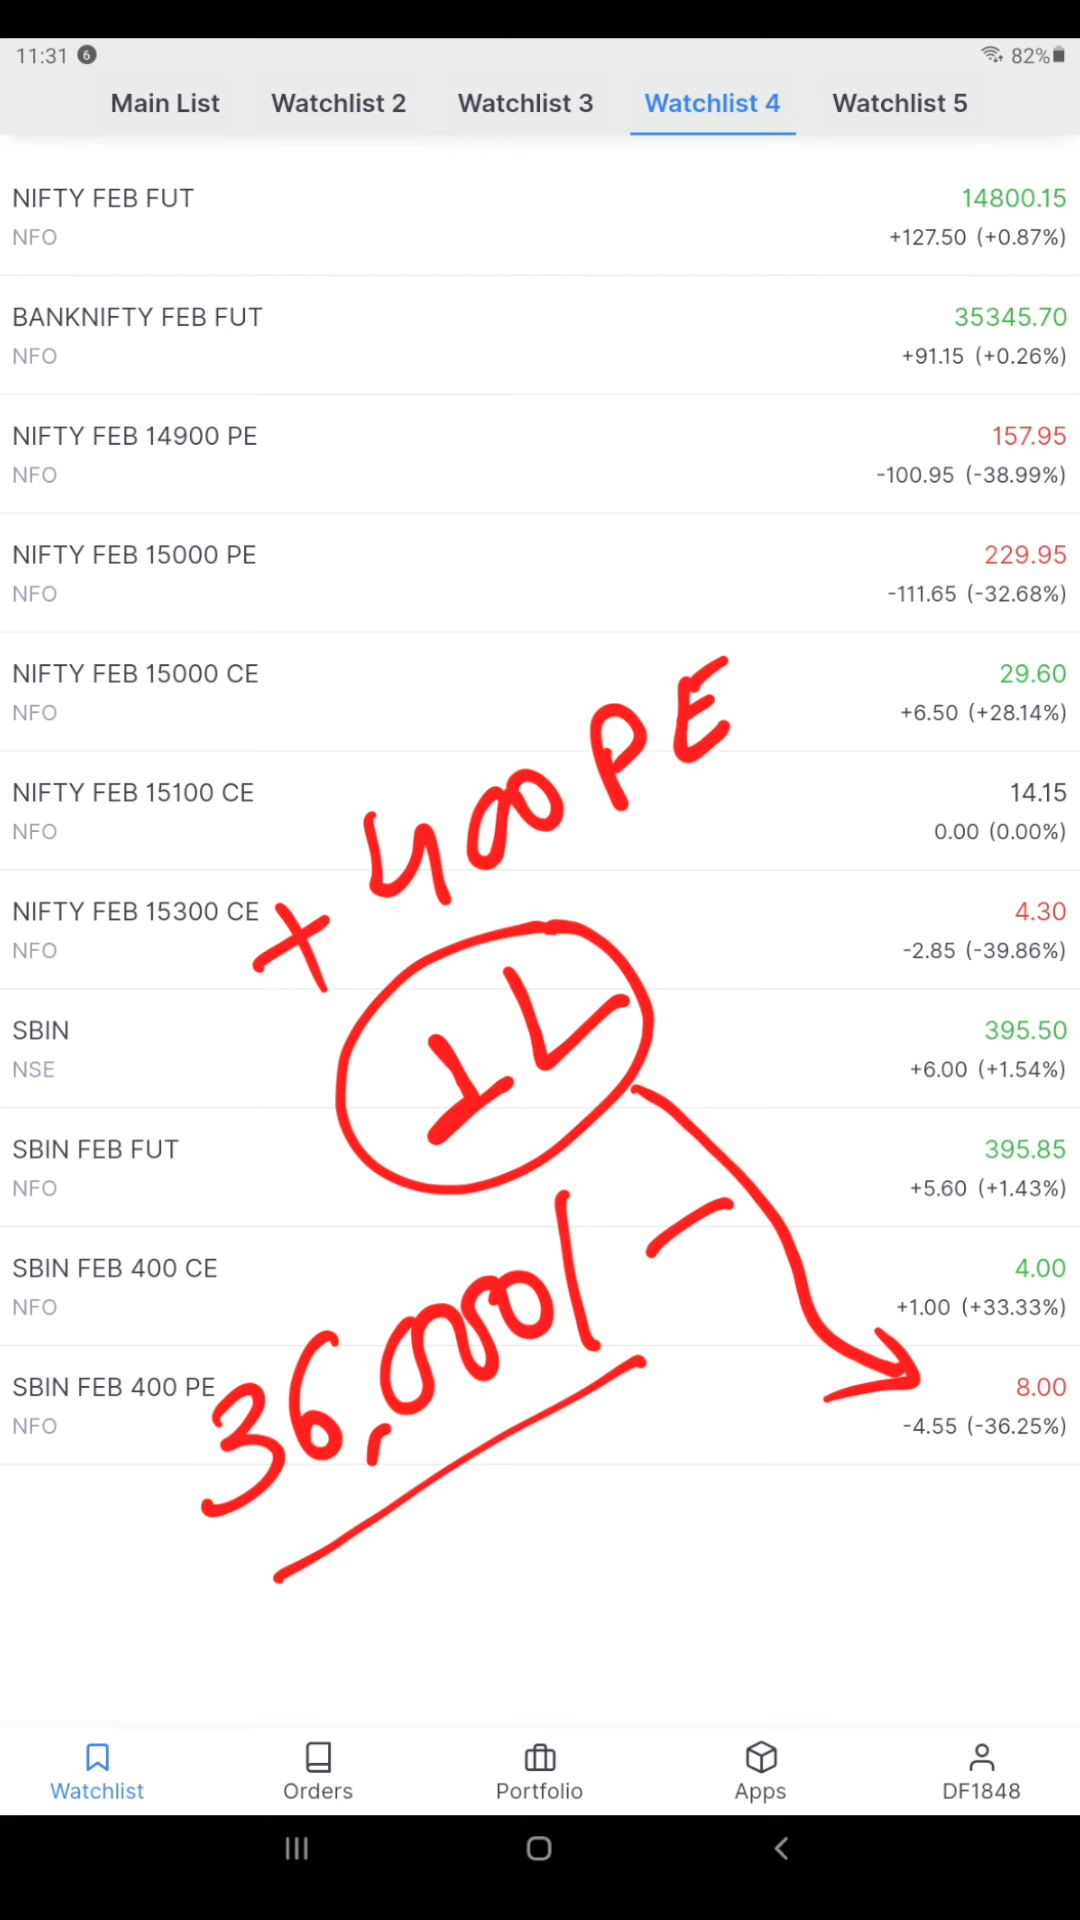 11:31 6 82%
Main List Watchlist 2 Watchlist 3 Watchlist 4 Watchlist 5
NIFTY FEB FUT 14800.15
NFO +127.50 (+0.87%)
BANKNIFTY FEB FUT 35345.70
NFO +91.15 (+0.26%)
NIFTY FEB 14900 PE 157.95
NFO -100.95 (-38.99%)
NIFTY FEB 15000 PE 229.95
NFO -111.65 (-32.68%)
NIFTY FEB 15000 CE 29.60
NFO +6.50 (+28.14%)
NIFTY FEB 15100 CE 14.15
NFO 0.00 (0.00%)
+ 400 PE
NIFTY FEB 15300 CE 4.30
NFO -2.85 (-39.86%)
SBIN 395.50
NSE +6.00 (+1.54%)
1L
SBIN FEB FUT 395.85
NFO +5.60 (+1.43%)
SBIN FEB 400 CE 4.00
NFO +1.00 (+33.33%)
36,000/-
SBIN FEB 400 PE 8.00
NFO -4.55 (-36.25%)
Watchlist Orders Portfolio Apps DF1848